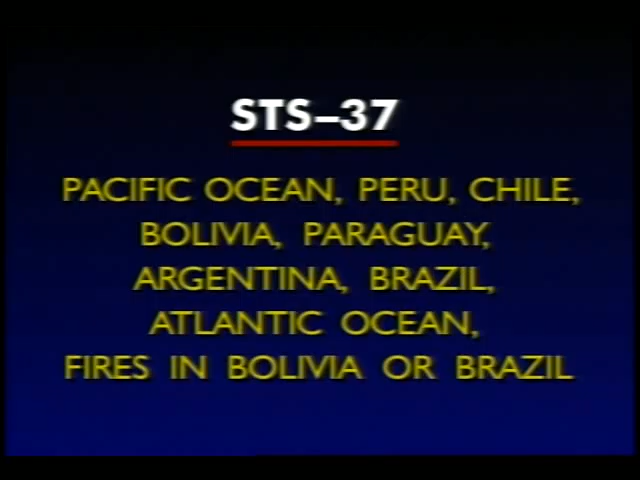 STS–37
PACIFIC OCEAN, PERU, CHILE,
BOLIVIA, PARAGUAY,
ARGENTINA, BRAZIL,
ATLANTIC OCEAN,
FIRES IN BOLIVIA OR BRAZIL